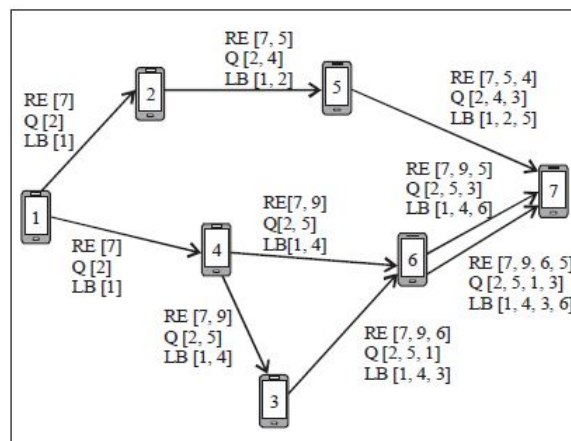 RE [7, 5]
Q [2, 4]
LB [1, 2]
2
5
RE [7]
Q [2]
LB [1]
RE [7, 5, 4]
Q [2, 4, 3]
LB [1, 2, 5]
1
RE [7, 9, 5]
Q [2, 5, 3]
LB [1, 4, 6]
7
RE [7]
Q [2]
LB [1]
4
RE[7, 9]
Q[2, 5]
LB[1, 4]
6
RE [7, 9, 6, 5]
Q [2, 5, 1, 3]
LB [1, 4, 3, 6]
RE [7, 9]
Q [2, 5]
LB [1, 4]
3
RE [7, 9, 6]
Q [2, 5, 1]
LB [1, 4, 3]